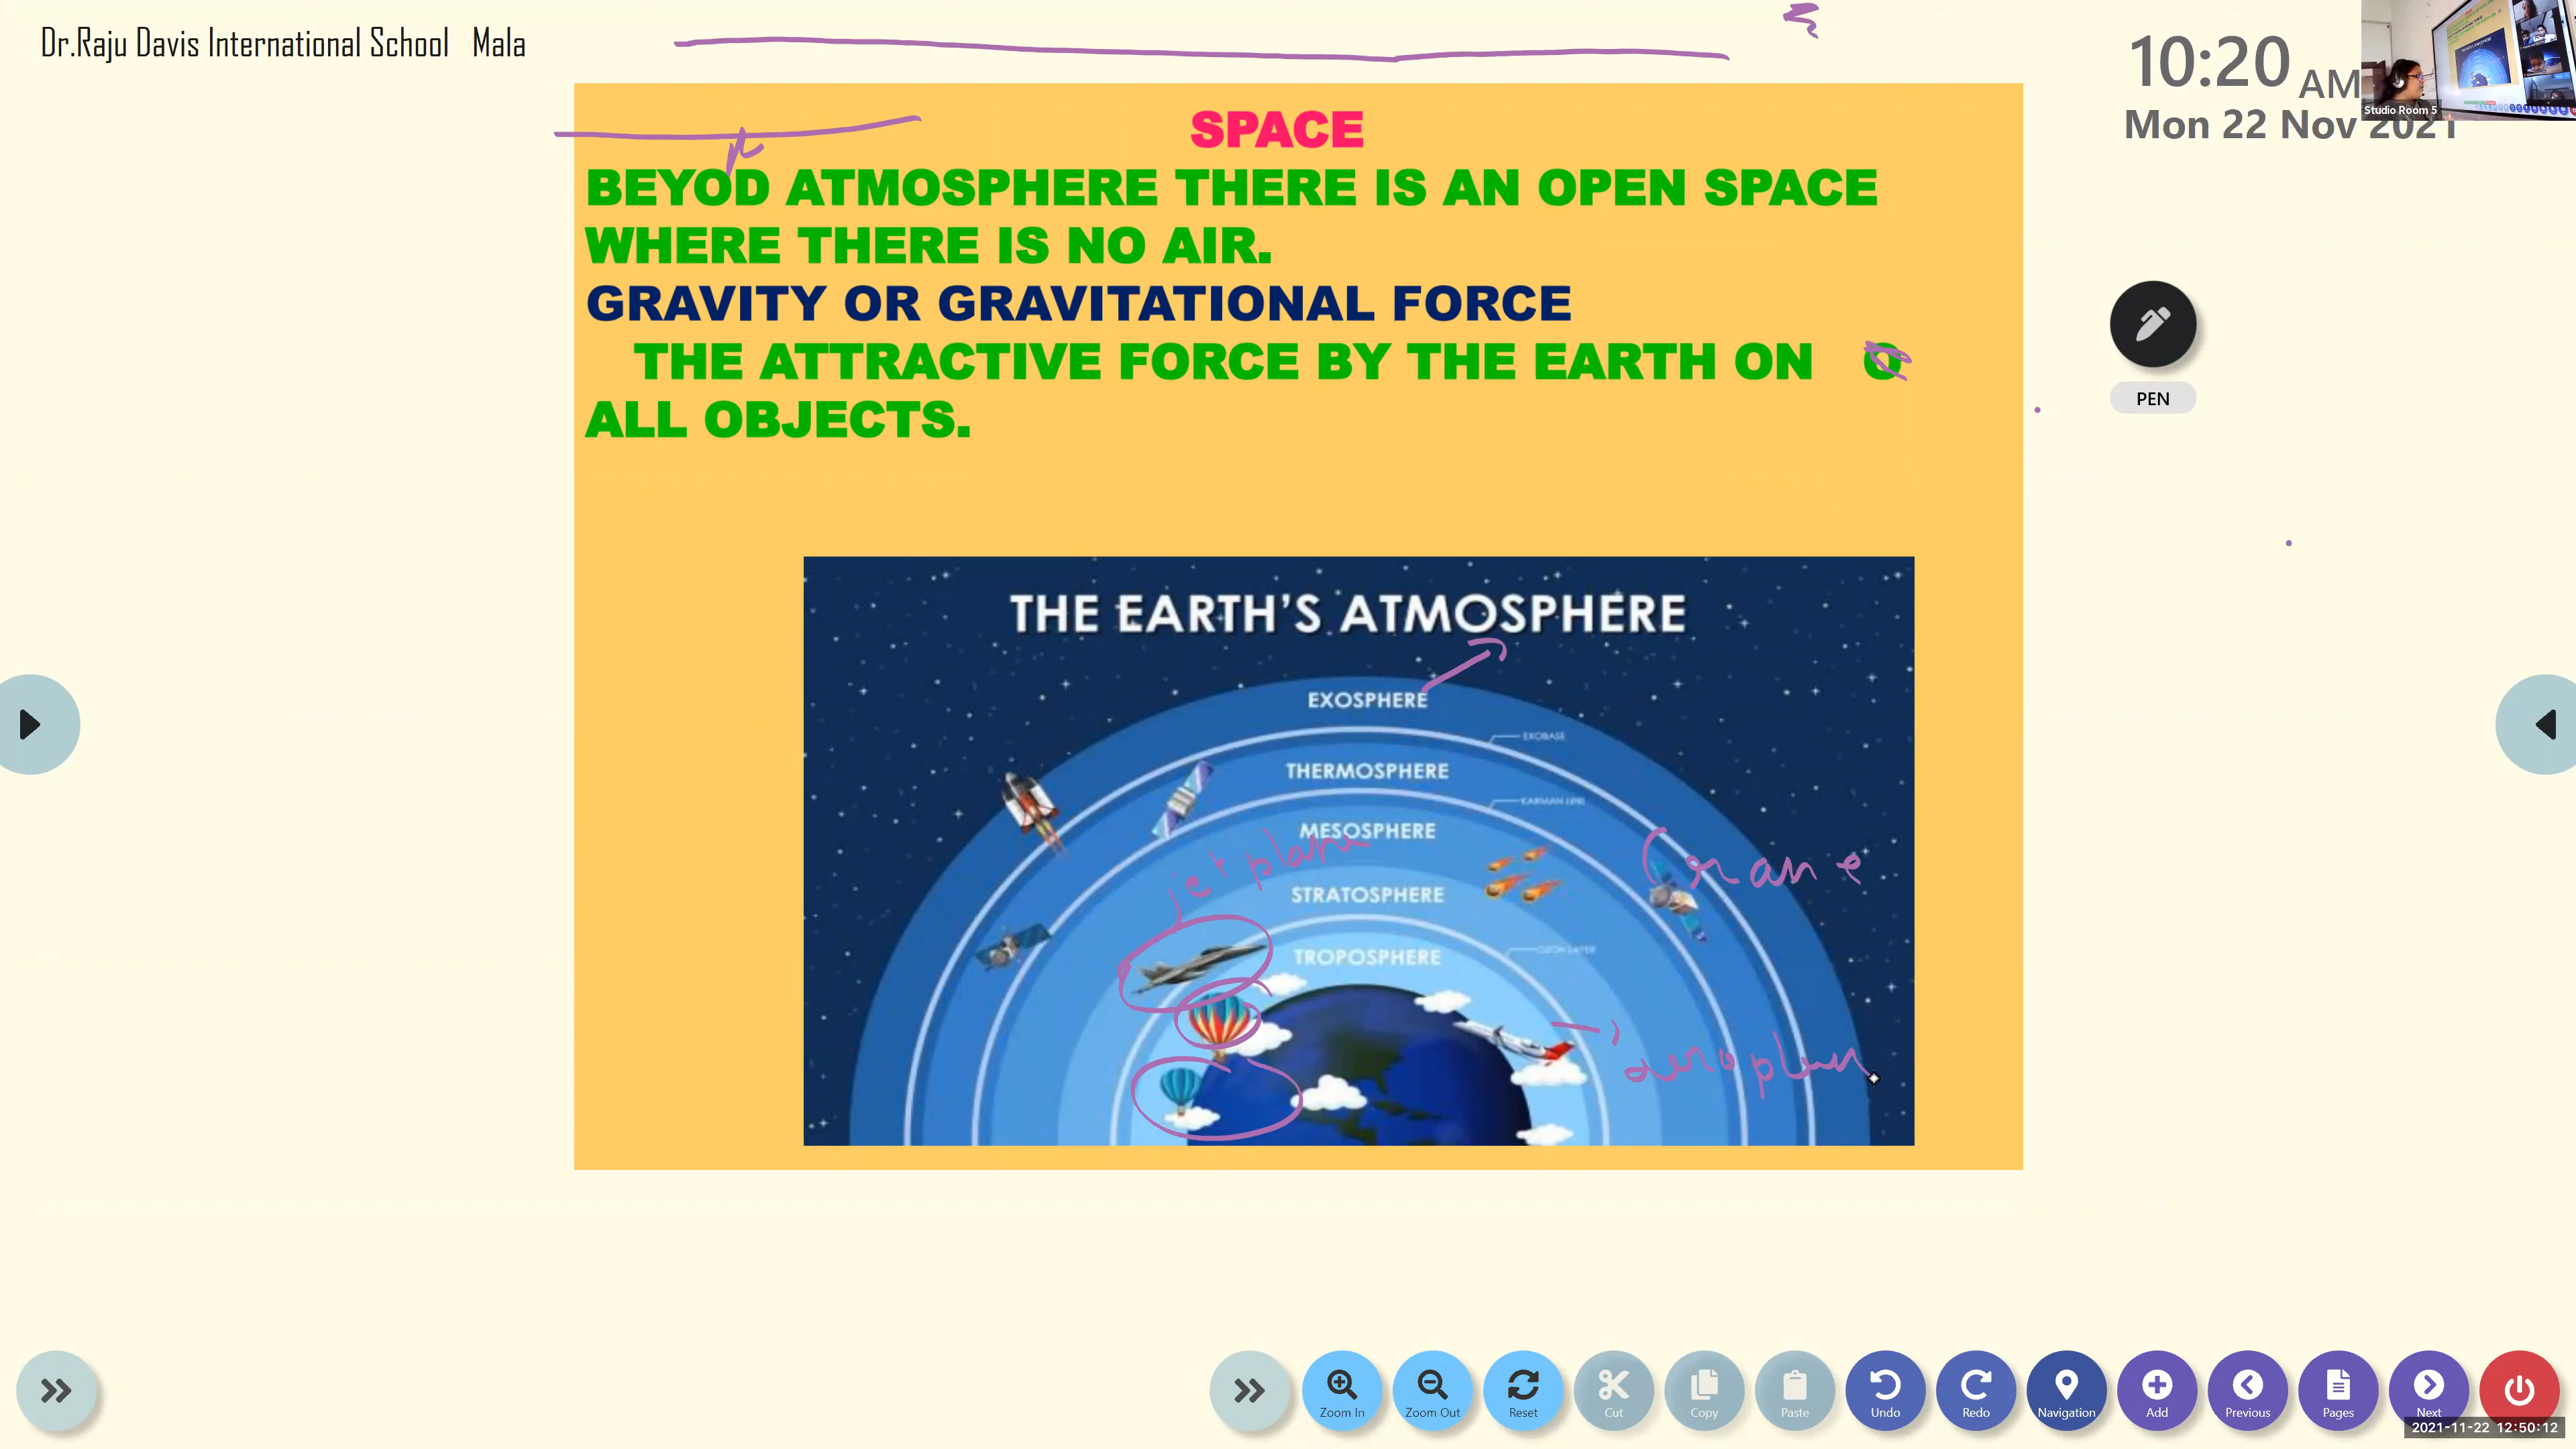 Dr.Raju Davis International School Mala
10:20 AM
Mon 22 Nov 2021
Studio Room 5
SPACE
BEYOD ATMOSPHERE THERE IS AN OPEN SPACE
WHERE THERE IS NO AIR.
GRAVITY OR GRAVITATIONAL FORCE
THE ATTRACTIVE FORCE BY THE EARTH ON O
ALL OBJECTS.
PEN
THE EARTH'S ATMOSPHERE
EXOSPHERE
EXOBASE
THERMOSPHERE
KARMAN LINE
MESOSPHERE
jet plane
Crane
STRATOSPHERE
TROPOSPHERE
Zoom In
Zoom Out
Reset
Cut
Copy
Paste
Undo
Redo
Navigation
Add
Previous
Pages
Next
2021-11-22 12:50:12